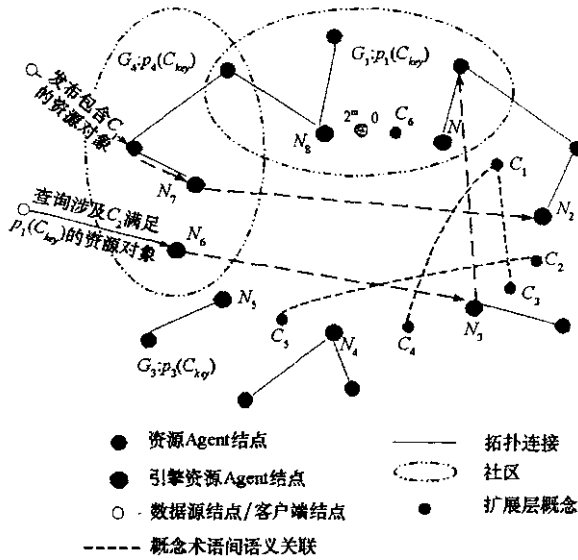 G₄:p₄(C_key)
G₁:p₁(C_key)
发布包含C₁
的资源对象
2ᵐ 0
C₆
N₈
N
C₁
N₇
N₂
查询涉及C₂满足
p₁(C_key)的资源对象
N₆
C₂
C₃
N₅
C₅
N₄
C₄
N₃
G₃:p₃(C_key)
资源Agent结点
拓扑连接
引擎资源Agent结点
社区
数据源结点/客户端结点
扩展层概念
概念术语间语义关联